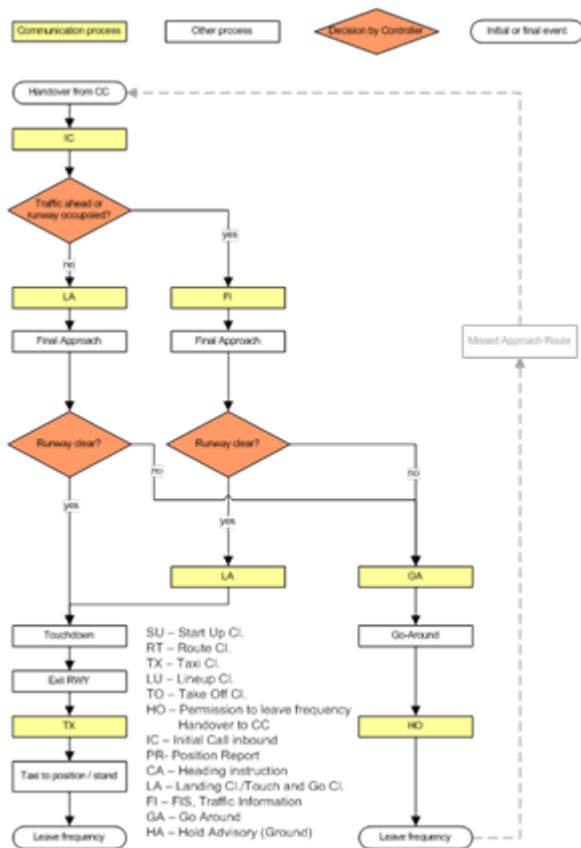 Communication process
Other process
Decision by Controller
Initial or final event
Handover from CC
IC
Traffic ahead or
runway occupoied?
yes
no
LA
FI
Final Approach
Final Approach
Missed Approach Route
Runway clear?
Runway clear?
no
no
yes
yes
LA
GA
Touchdown
Go-Around
Exit RWY
TX
HO
Taxi to position / stand
Leave frequency
Leave frequency
SU – Start Up Cl.
RT – Route Cl.
TX – Taxi Cl.
LU – Lineup Cl.
TO – Take Off Cl.
HO – Permission to leave frequency
Handover to CC
IC – Initial Call inbound
PR- Position Report
CA – Heading instruction
LA – Landing Cl./Touch and Go Cl.
FI – FIS, Traffic Information
GA – Go Around
HA – Hold Advisory (Ground)